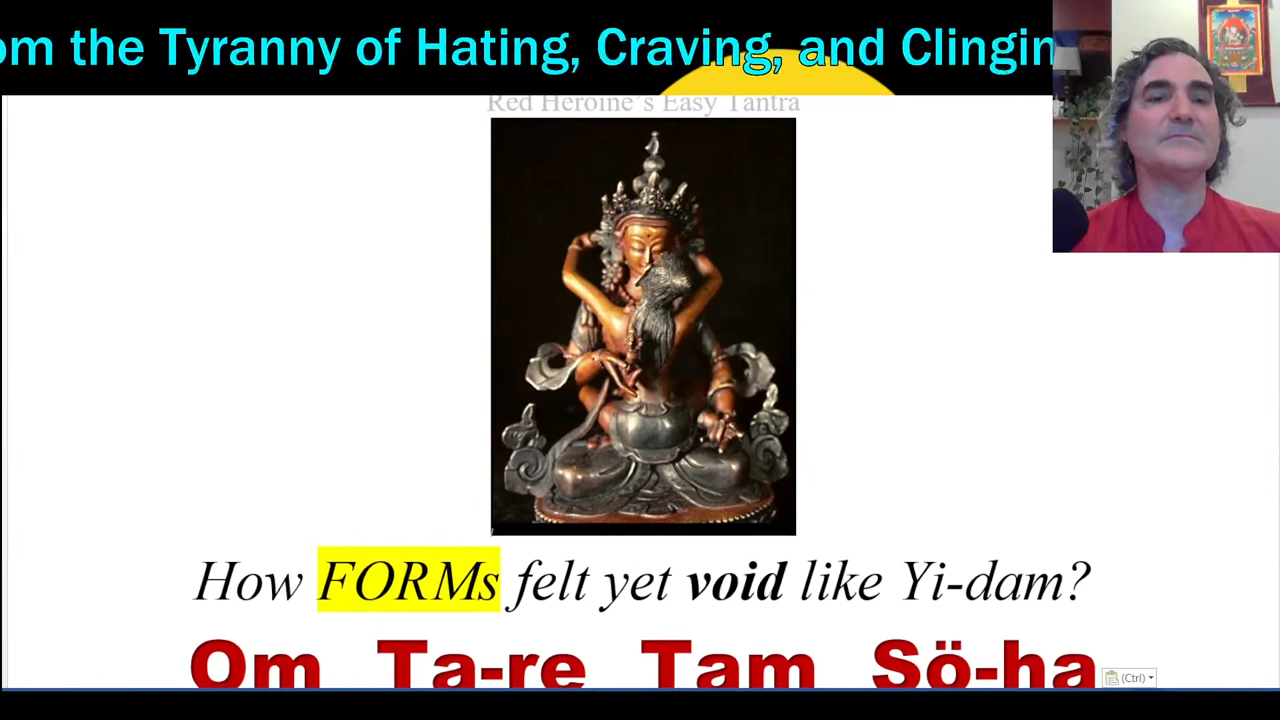 om the Tyranny of Hating, Craving, and Clingin
Red Heroine's Easy Tantra
How FORMs felt yet void like Yi-dam?
Om Ta-re Tam Sö-ha
(Ctrl)